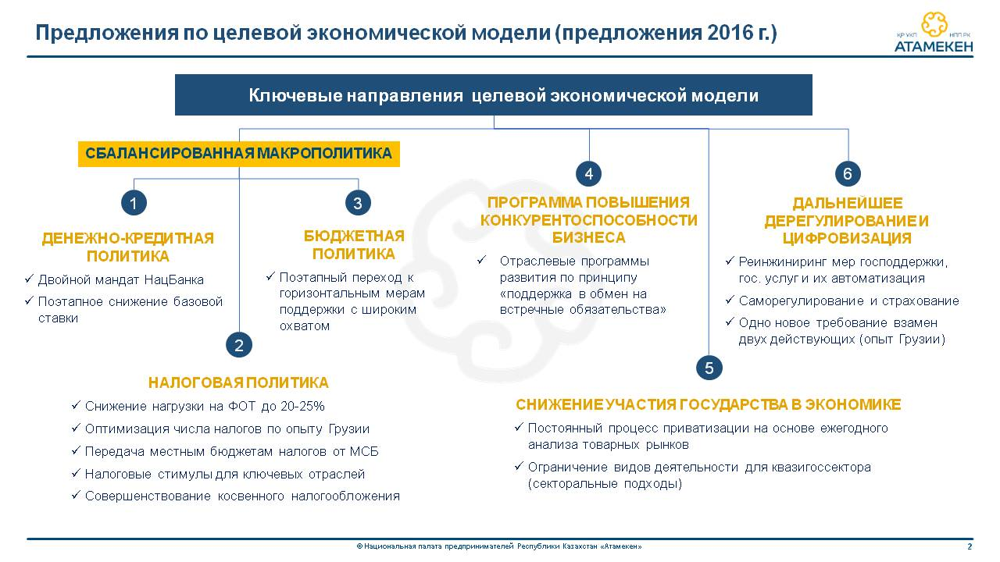 Предложения по целевой экономической модели (предложения 2016 г.)
ҚР ҰКП НПП РК
АТАМЕКЕН
Ключевые направления целевой экономической модели
СБАЛАНСИРОВАННАЯ МАКРОПОЛИТИКА
1
ДЕНЕЖНО-КРЕДИТНАЯ
ПОЛИТИКА
Двойной мандат НацБанка
Поэтапное снижение базовой
ставки
3
БЮДЖЕТНАЯ
ПОЛИТИКА
Поэтапный переход к
горизонтальным мерам
поддержки с широким
охватом
2
НАЛОГОВАЯ ПОЛИТИКА
Снижение нагрузки на ФОТ до 20-25%
Оптимизация числа налогов по опыту Грузии
Передача местным бюджетам налогов от МСБ
Налоговые стимулы для ключевых отраслей
Совершенствование косвенного налогообложения
4
ПРОГРАММА ПОВЫШЕНИЯ
КОНКУРЕНТОСПОСОБНОСТИ
БИЗНЕСА
Отраслевые программы
развития по принципу
«поддержка в обмен на
встречные обязательства»
6
ДАЛЬНЕЙШЕЕ
ДЕРЕГУЛИРОВАНИЕ И
ЦИФРОВИЗАЦИЯ
Реинжиниринг мер господдержки,
гос. услуг и их автоматизация
Саморегулирование и страхование
Одно новое требование взамен
двух действующих (опыт Грузии)
5
СНИЖЕНИЕ УЧАСТИЯ ГОСУДАРСТВА В ЭКОНОМИКЕ
Постоянный процесс приватизации на основе ежегодного
анализа товарных рынков
Ограничение видов деятельности для квазигоссектора
(секторальные подходы)
© Национальная палата предпринимателей Республики Казахстан «Атамекен»
2